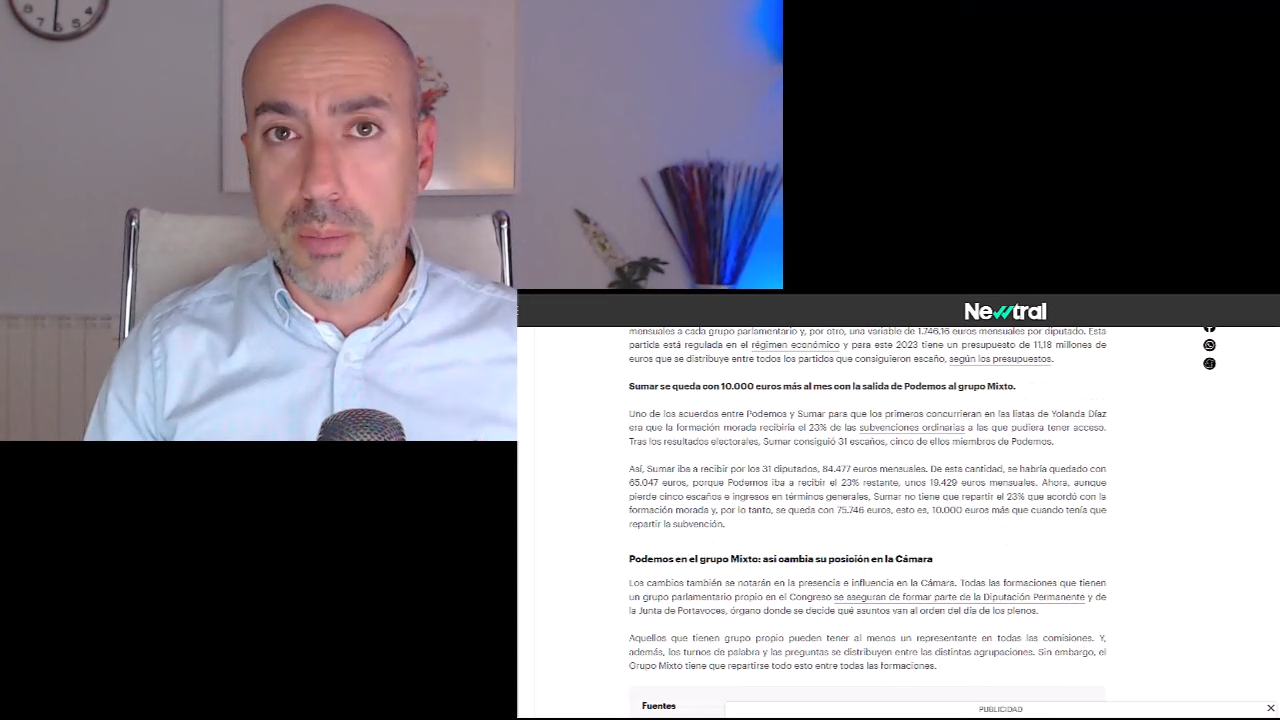 8 7 6 5 4
Newtral
mensuales a cada grupo parlamentario y, por otro, una variable de 1.746,16 euros mensuales por diputado. Esta
partida está regulada en el régimen económico y para este 2023 tiene un presupuesto de 11,18 millones de
euros que se distribuye entre todos los partidos que consiguieron escaño, según los presupuestos.
Sumar se queda con 10.000 euros más al mes con la salida de Podemos al grupo Mixto.
Uno de los acuerdos entre Podemos y Sumar para que los primeros concurrieran en las listas de Yolanda Díaz
era que la formación morada recibiría el 23% de las subvenciones ordinarias a las que pudiera tener acceso.
Tras los resultados electorales, Sumar consiguió 31 escaños, cinco de ellos miembros de Podemos.
Así, Sumar iba a recibir por los 31 diputados, 84.477 euros mensuales. De esta cantidad, se habría quedado con
65.047 euros, porque Podemos iba a recibir el 23% restante, unos 19.429 euros mensuales. Ahora, aunque
pierde cinco escaños e ingresos en términos generales, Sumar no tiene que repartir el 23% que acordó con la
formación morada y, por lo tanto, se queda con 75.746 euros, esto es, 10.000 euros más que cuando tenía que
repartir la subvención.
Podemos en el grupo Mixto: así cambia su posición en la Cámara
Los cambios también se notarán en la presencia e influencia en la Cámara. Todas las formaciones que tienen
un grupo parlamentario propio en el Congreso se aseguran de formar parte de la Diputación Permanente y de
la Junta de Portavoces, órgano donde se decide qué asuntos van al orden del día de los plenos.
Aquellos que tienen grupo propio pueden tener al menos un representante en todas las comisiones. Y,
además, los turnos de palabra y las preguntas se distribuyen entre las distintas agrupaciones. Sin embargo, el
Grupo Mixto tiene que repartirse todo esto entre todas las formaciones.
Fuentes
PUBLICIDAD